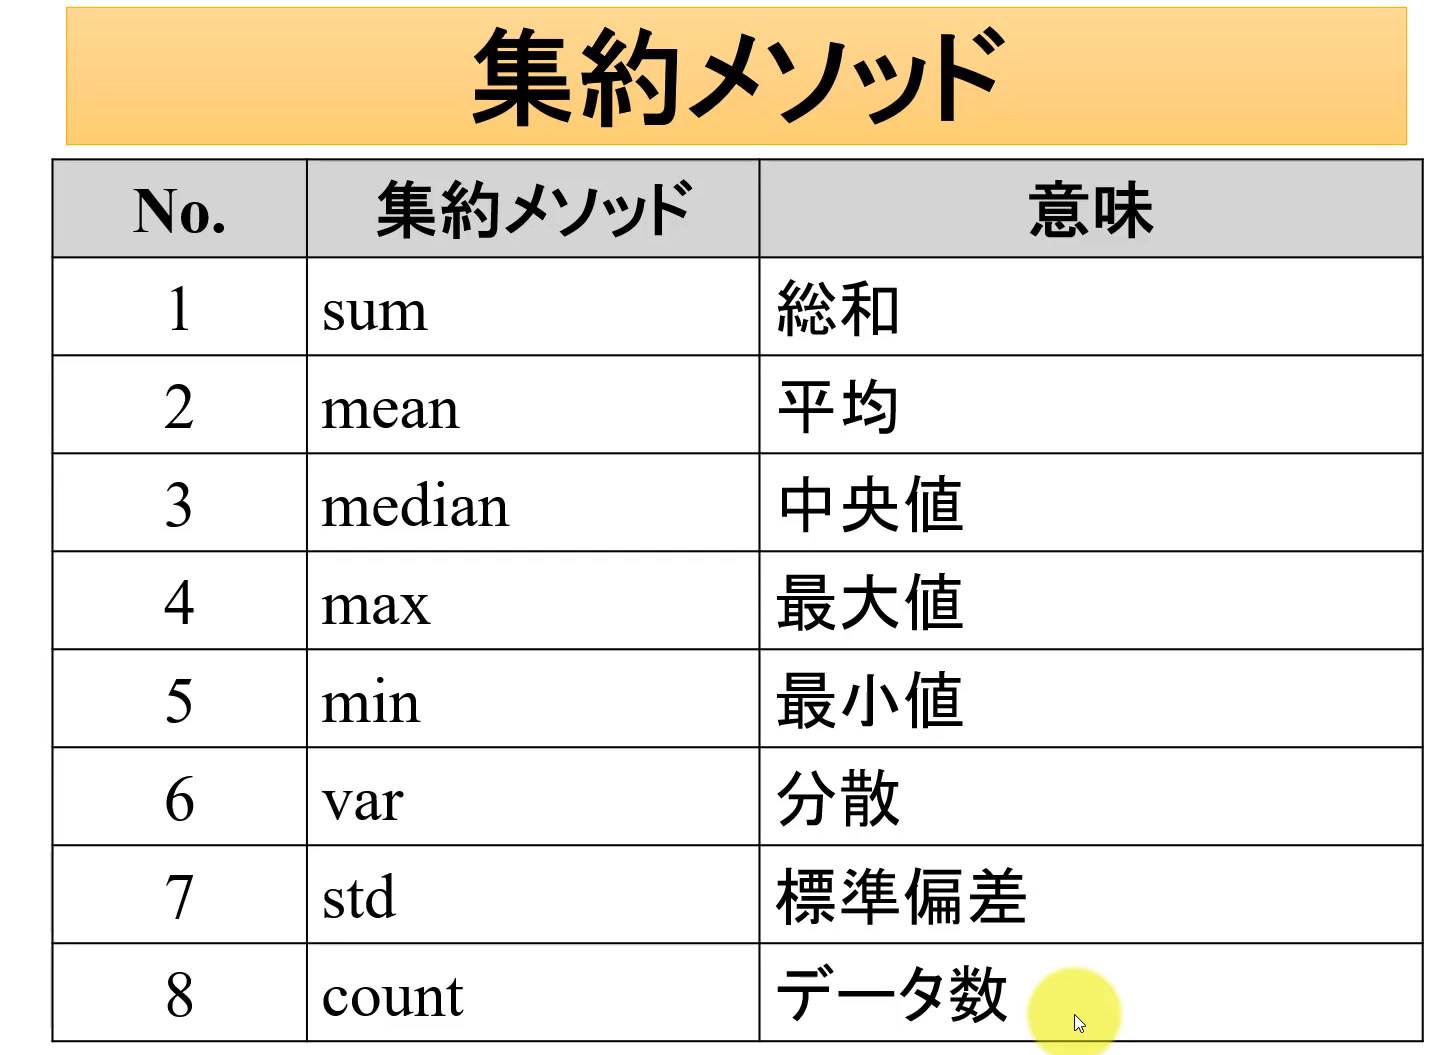 集約メソッド
No. 集約メソッド 意味
1 sum 総和
2 mean 平均
3 median 中央値
4 max 最大値
5 min 最小値
6 var 分散
7 std 標準偏差
8 count データ数